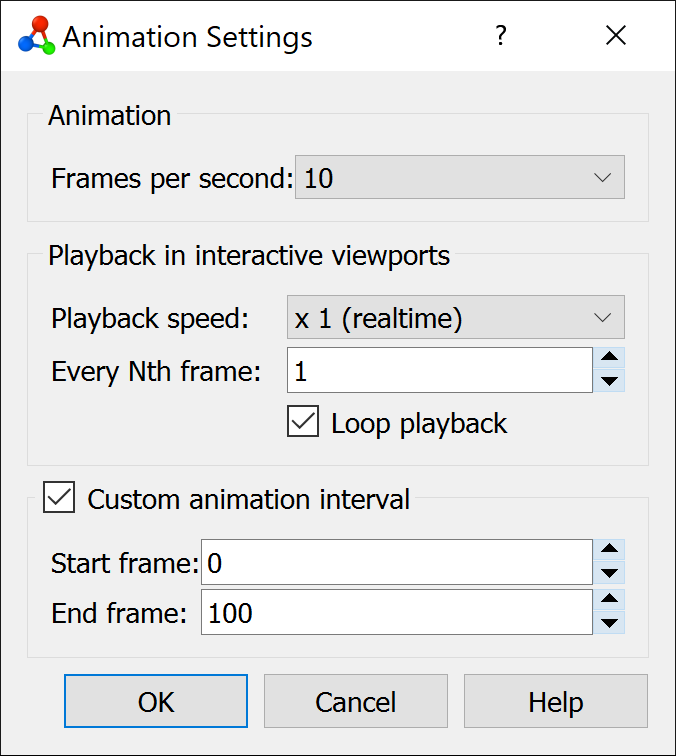 Animation Settings ?
Animation
Frames per second: 10
Playback in interactive viewports
Playback speed: x 1 (realtime)
Every Nth frame: 1
Loop playback
Custom animation interval
Start frame: 0
End frame: 100
OK Cancel Help